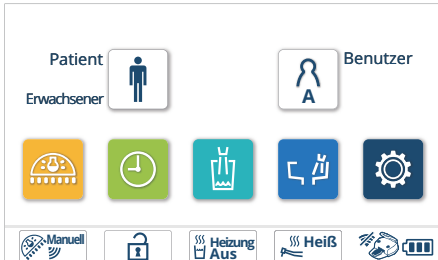 Patient
Erwachsener
Benutzer
A
Manuell
Heizung
Aus
Heiß